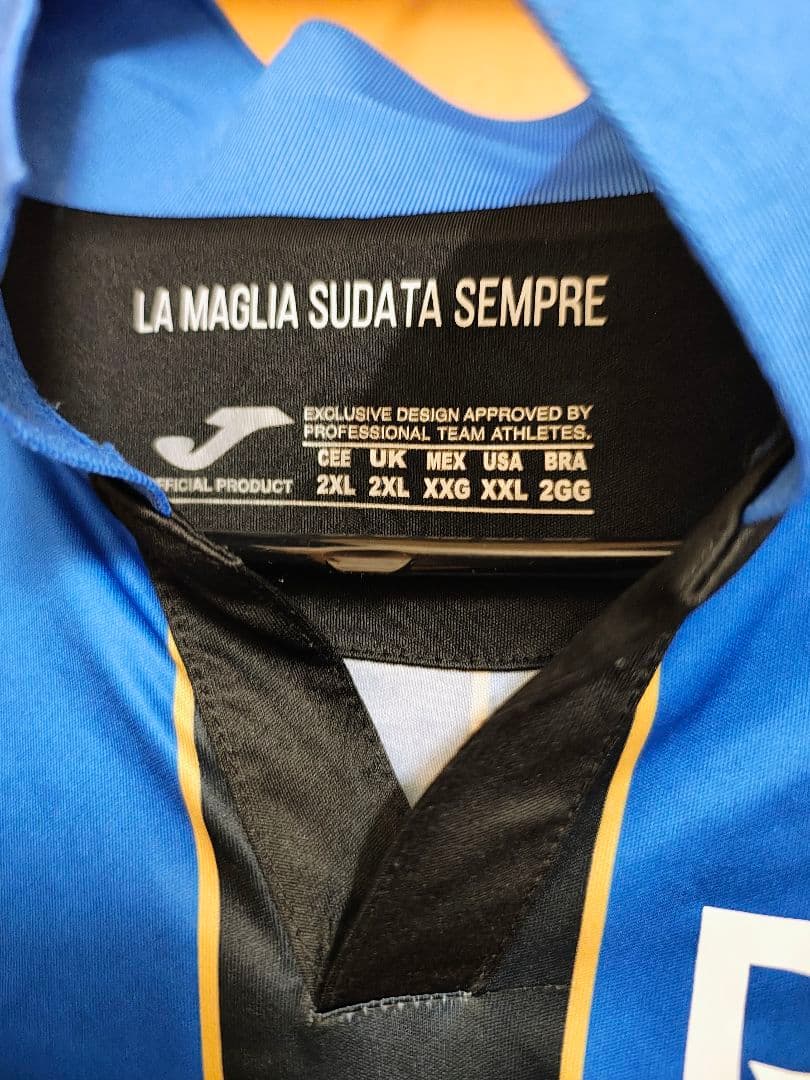 LA MAGLIA SUDATA SEMPRE
EXCLUSIVE DESIGN APPROVED BY
PROFESSIONAL TEAM ATHLETES.
CEE UK MEX USA BRA
2XL 2XL XXG XXL 2GG
FFICIAL PRODUCT